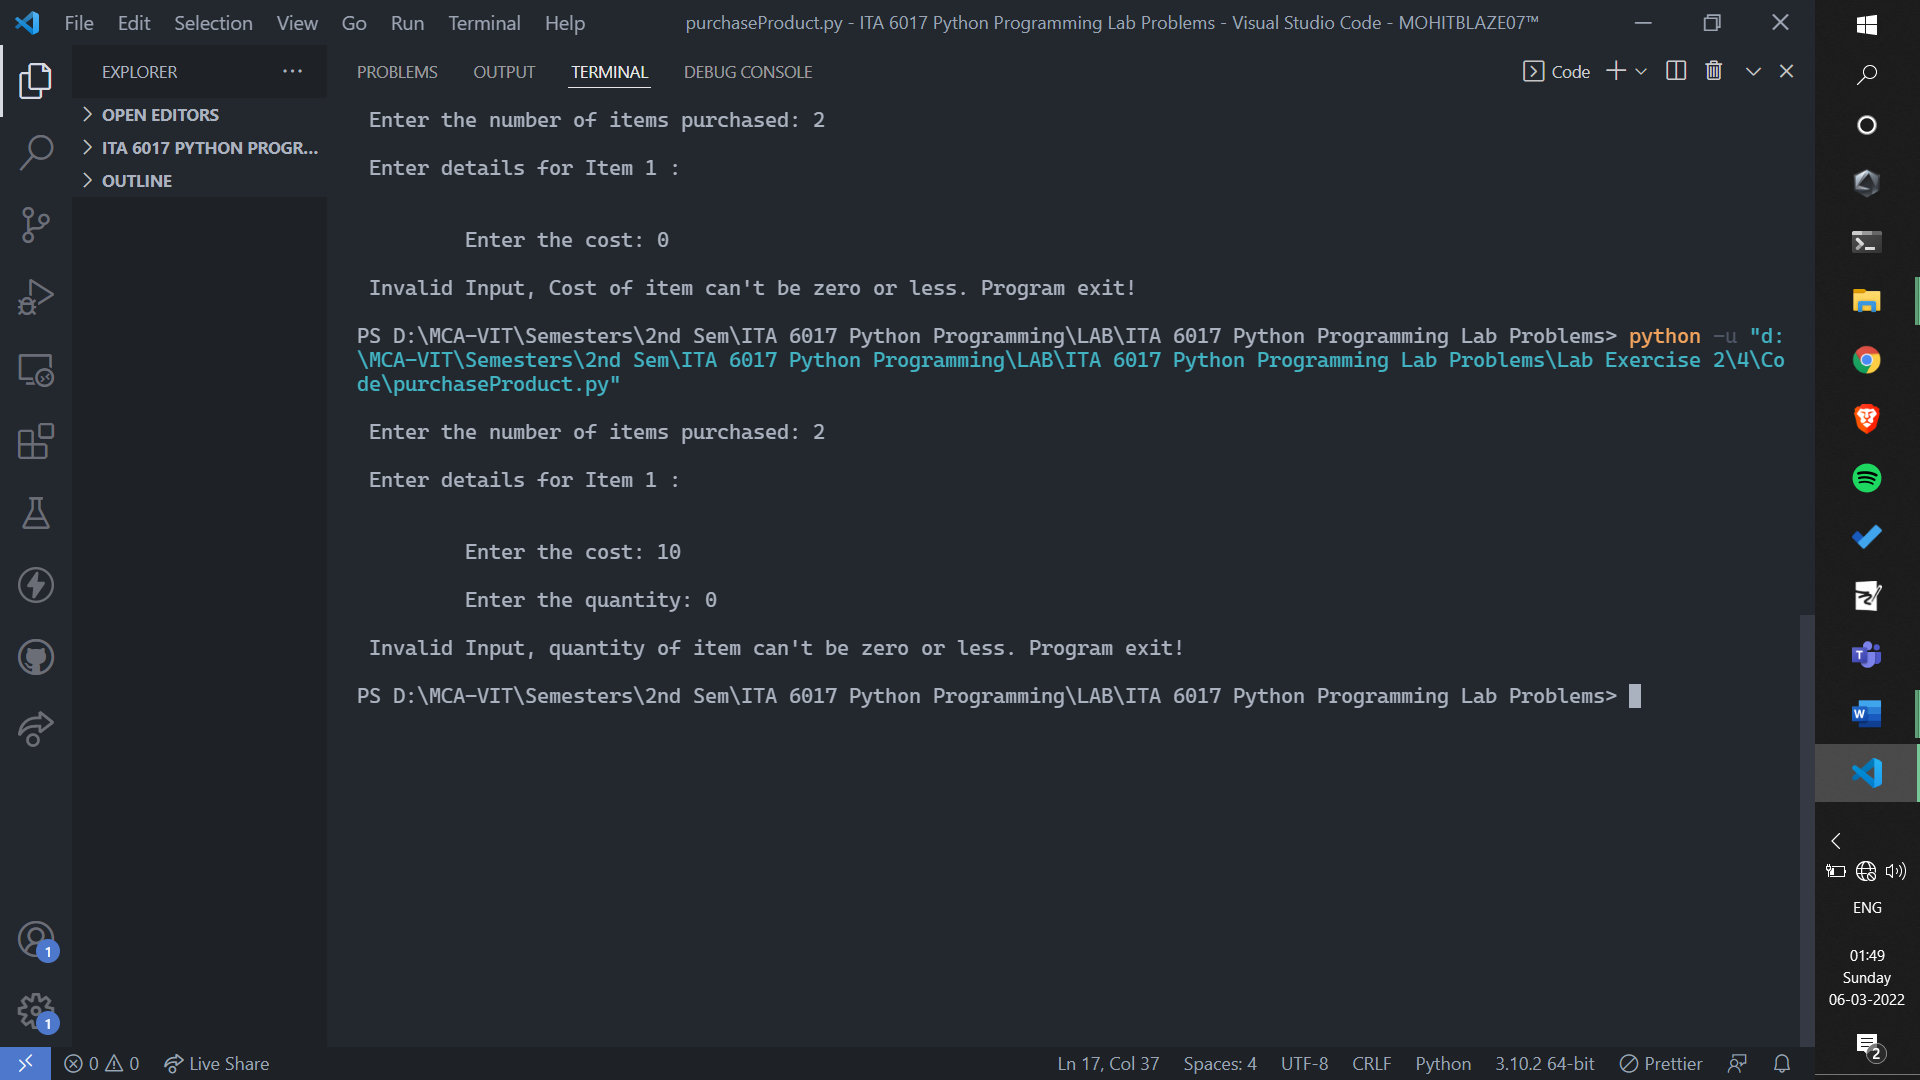 File Edit Selection View Go Run Terminal Help
purchaseProduct.py - ITA 6017 Python Programming Lab Problems - Visual Studio Code - MOHITBLAZE07™
EXPLORER
OPEN EDITORS
ITA 6017 PYTHON PROGR...
OUTLINE
PROBLEMS OUTPUT TERMINAL DEBUG CONSOLE
Code
Enter the number of items purchased: 2
Enter details for Item 1 :
Enter the cost: 0
Invalid Input, Cost of item can't be zero or less. Program exit!
PS D:\MCA-VIT\Semesters\2nd Sem\ITA 6017 Python Programming\LAB\ITA 6017 Python Programming Lab Problems> python -u "d:
\MCA-VIT\Semesters\2nd Sem\ITA 6017 Python Programming\LAB\ITA 6017 Python Programming Lab Problems\Lab Exercise 2\4\Co
de\purchaseProduct.py"
Enter the number of items purchased: 2
Enter details for Item 1 :
Enter the cost: 10
Enter the quantity: 0
Invalid Input, quantity of item can't be zero or less. Program exit!
PS D:\MCA-VIT\Semesters\2nd Sem\ITA 6017 Python Programming\LAB\ITA 6017 Python Programming Lab Problems>
1
1
0 0 Live Share
Ln 17, Col 37 Spaces: 4 UTF-8 CRLF Python 3.10.2 64-bit Prettier
T
W
ENG
01:49
Sunday
06-03-2022
2